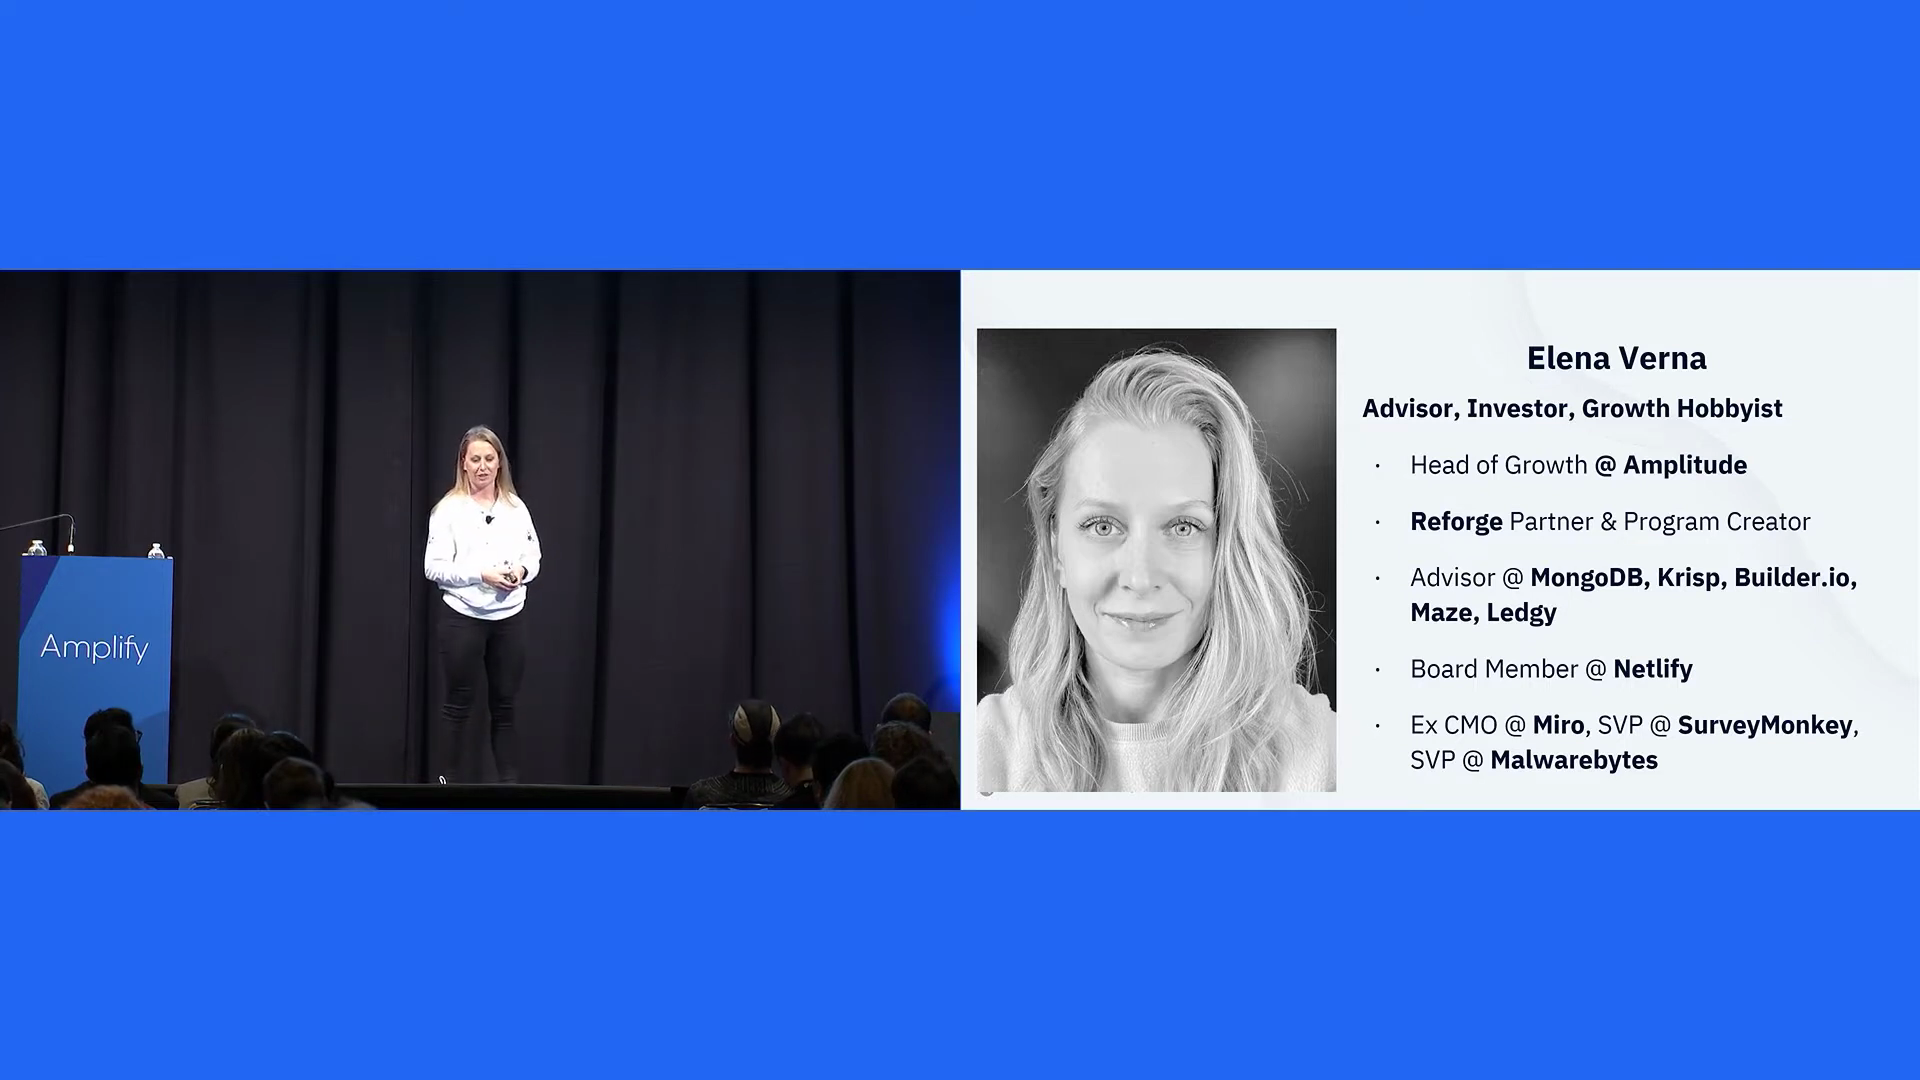 Amplify
Elena Verna
Advisor, Investor, Growth Hobbyist
· Head of Growth @ Amplitude
· Reforge Partner & Program Creator
· Advisor @ MongoDB, Krisp, Builder.io,
Maze, Ledgy
· Board Member @ Netlify
· Ex CMO @ Miro, SVP @ SurveyMonkey,
SVP @ Malwarebytes